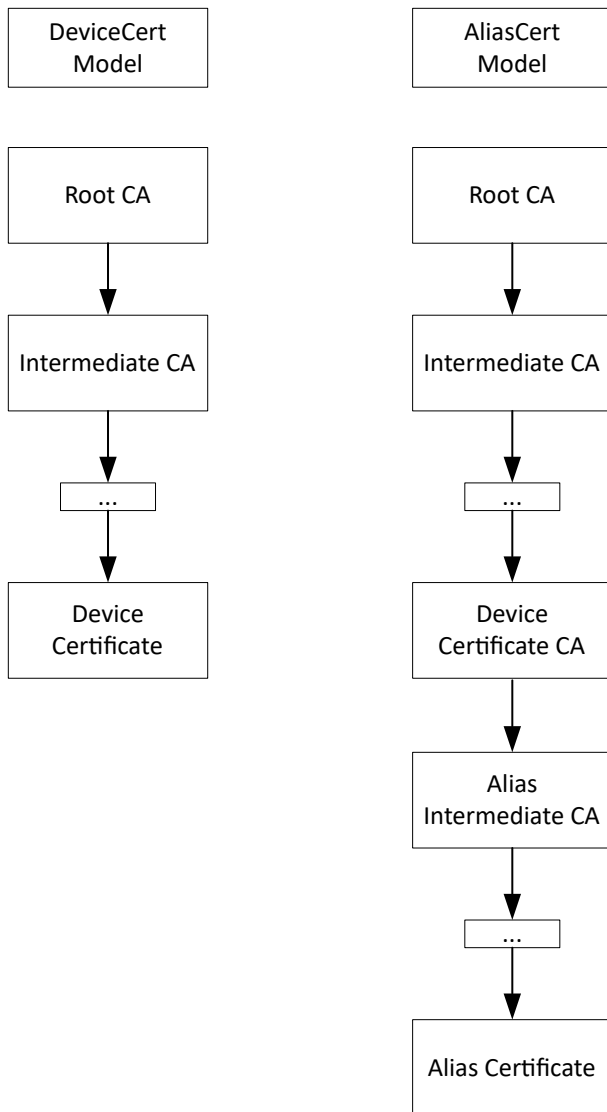 DeviceCert
Model
Root CA
Intermediate CA
...
Device
Certificate
AliasCert
Model
Root CA
Intermediate CA
...
Device
Certificate CA
Alias
Intermediate CA
...
Alias Certificate